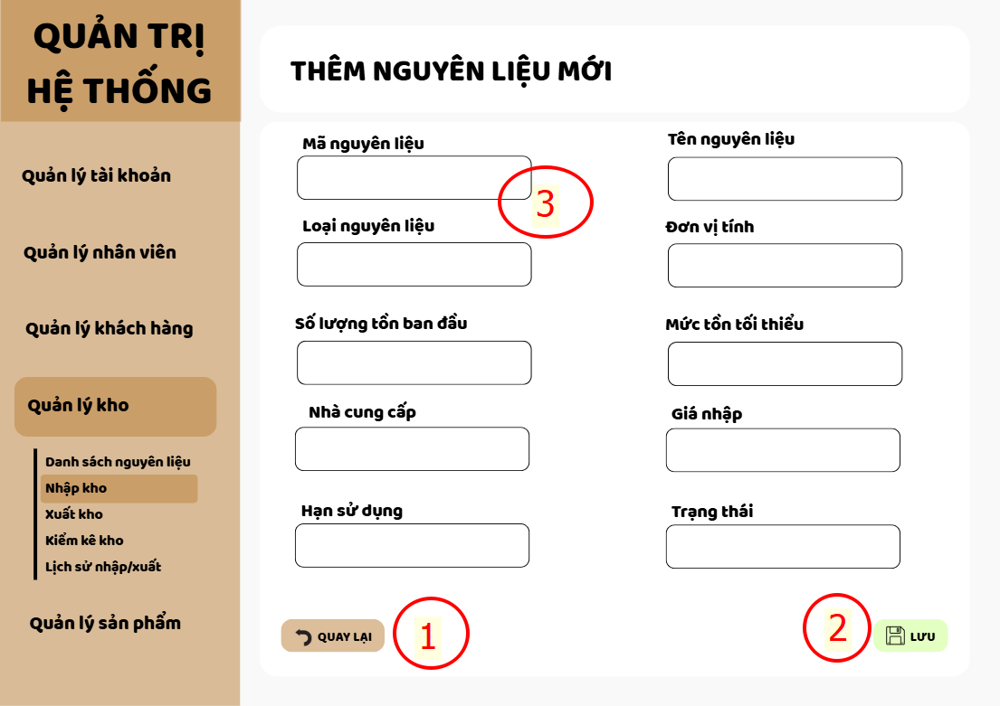 QUẢN TRỊ
HỆ THỐNG
Quản lý tài khoản
Quản lý nhân viên
Quản lý khách hàng
Quản lý kho
Danh sách nguyên liệu
Nhập kho
Xuất kho
Kiểm kê kho
Lịch sử nhập/xuất
Quản lý sản phẩm
THÊM NGUYÊN LIỆU MỚI
Mã nguyên liệu
Tên nguyên liệu
3
Loại nguyên liệu
Đơn vị tính
Số lượng tồn ban đầu
Mức tồn tối thiểu
Nhà cung cấp
Giá nhập
Hạn sử dụng
Trạng thái
QUAY LẠI
1
2
LƯU